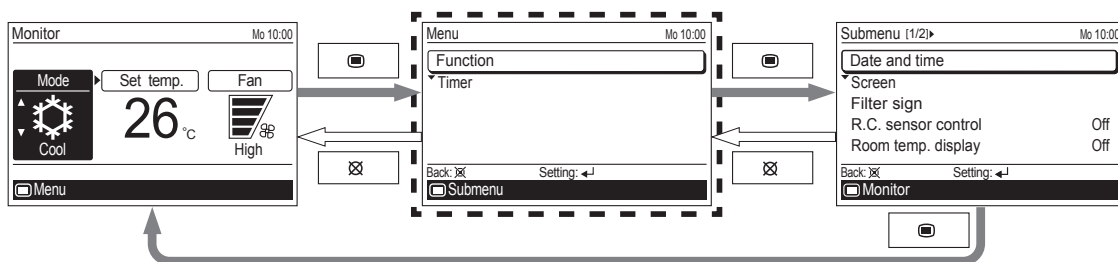 Monitor Mo 10:00
Mode Set temp. Fan
26 °C
Cool High
Menu
Menu Mo 10:00
Function
Timer
Back: Setting:
Submenu
Submenu [1/2] Mo 10:00
Date and time
Screen
Filter sign
R.C. sensor control Off
Room temp. display Off
Back: Setting:
Monitor